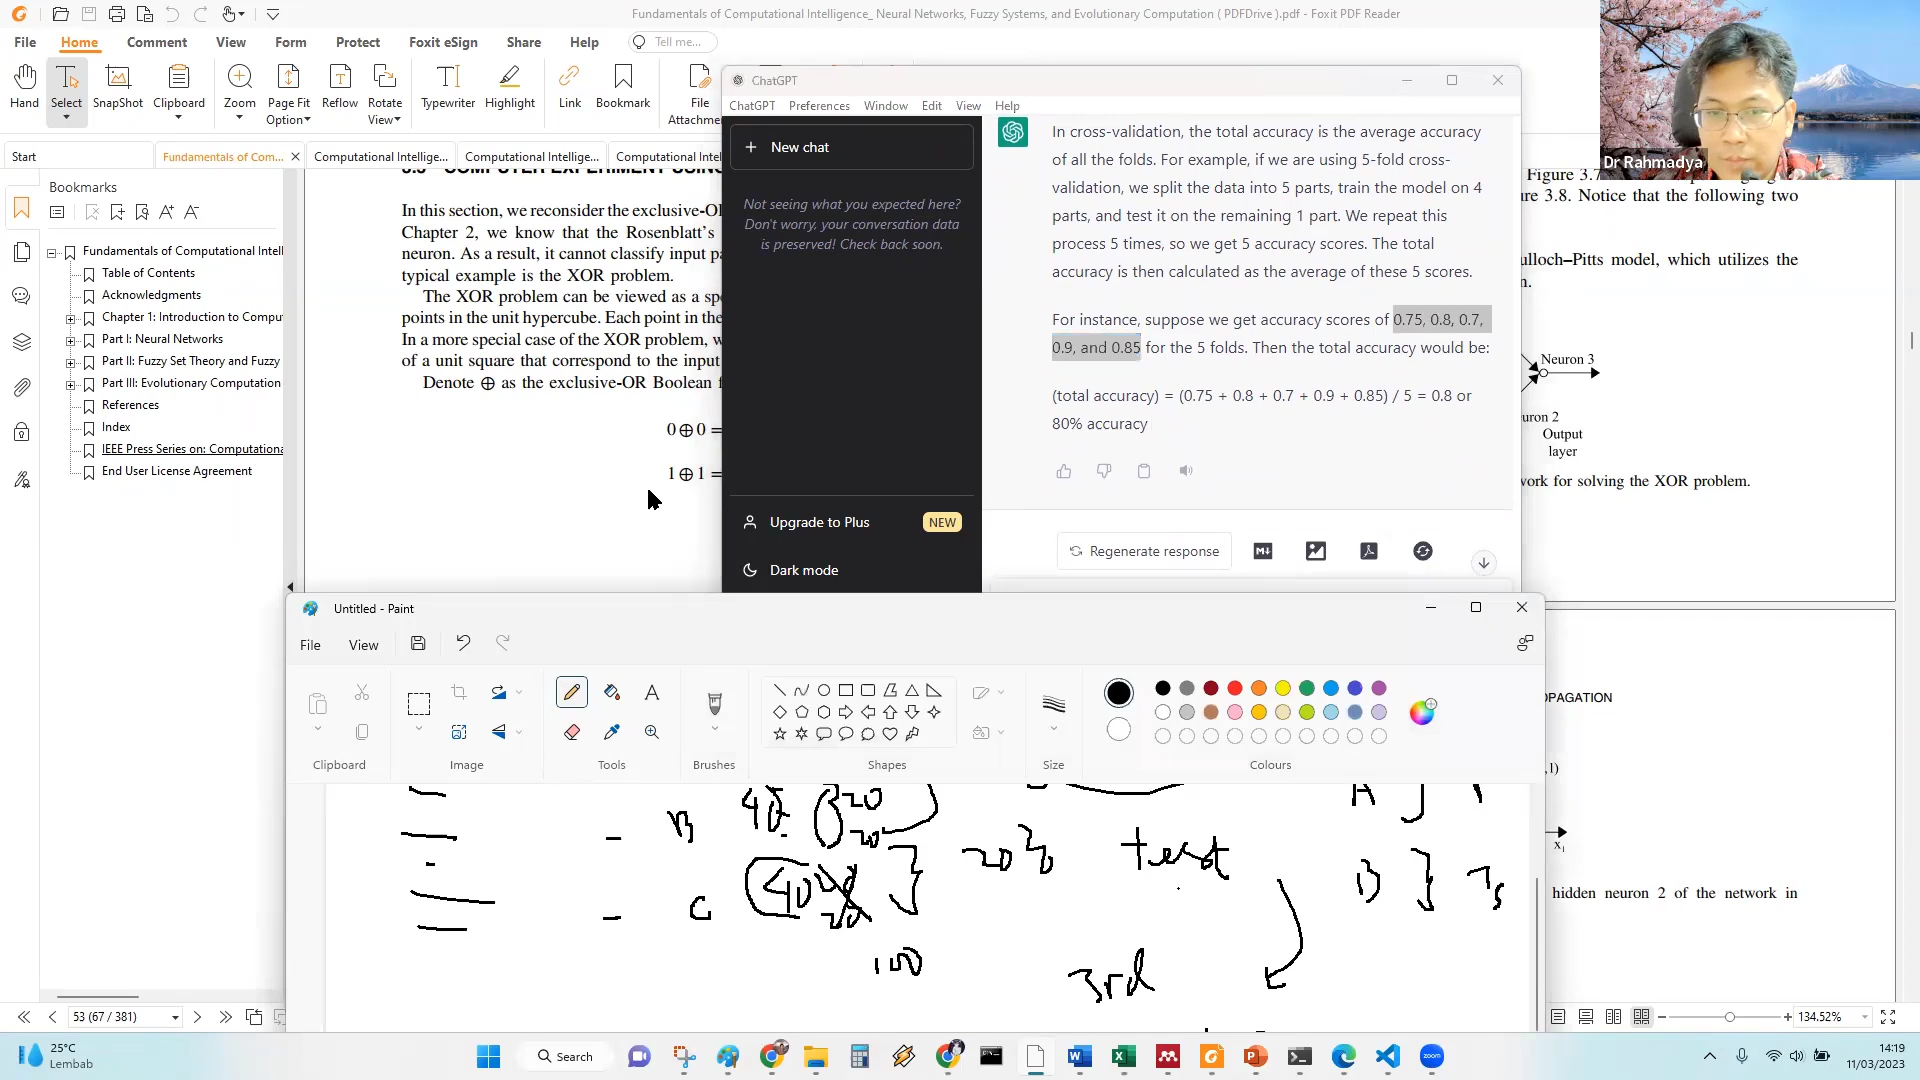 Fundamentals of Computational Intelligence_ Neural Networks, Fuzzy Systems, and Evolutionary Computation ( PDFDrive ).pdf - Foxit PDF Reader
File Home Comment View Form Protect Foxit eSign Share Help Tell me...
Hand Select SnapShot Clipboard Zoom Page Fit Option Reflow Rotate View Typewriter Highlight Link Bookmark File Attachme
Start Fundamentals of Com... Computational Intellige... Computational Intellige... Computational Inte
Dr Rahmadya
Bookmarks
Fundamentals of Computational Intell
Table of Contents
Acknowledgments
Chapter 1: Introduction to Compu
Part I: Neural Networks
Part II: Fuzzy Set Theory and Fuzzy
Part III: Evolutionary Computation
References
Index
IEEE Press Series on: Computationa
End User License Agreement
In this section, we reconsider the exclusive-OR
Chapter 2, we know that the Rosenblatt's
neuron. As a result, it cannot classify input pa
typical example is the XOR problem.
The XOR problem can be viewed as a spe
points in the unit hypercube. Each point in the
In a more special case of the XOR problem, w
of a unit square that correspond to the input
Denote ⊕ as the exclusive-OR Boolean f
0 ⊕ 0 =
1 ⊕ 1 =
ChatGPT
ChatGPT Preferences Window Edit View Help
New chat
Not seeing what you expected here?
Don't worry, your conversation data
is preserved! Check back soon.
Upgrade to Plus NEW
Dark mode
In cross-validation, the total accuracy is the average accuracy
of all the folds. For example, if we are using 5-fold cross-
validation, we split the data into 5 parts, train the model on 4
parts, and test it on the remaining 1 part. We repeat this
process 5 times, so we get 5 accuracy scores. The total
accuracy is then calculated as the average of these 5 scores.
For instance, suppose we get accuracy scores of 0.75, 0.8, 0.7,
0.9, and 0.85 for the 5 folds. Then the total accuracy would be:
(total accuracy) = (0.75 + 0.8 + 0.7 + 0.9 + 0.85) / 5 = 0.8 or
80% accuracy
Regenerate response
Figure 3.7
ure 3.8. Notice that the following two
ulloch–Pitts model, which utilizes the
n.
Neuron 3
uron 2
Output
layer
work for solving the XOR problem.
OPAGATION
,1)
x1
hidden neuron 2 of the network in
Untitled - Paint
File View
Clipboard Image Tools Brushes Shapes Size Colours
B 20 20
C 40 20 20% test B
100 3rd
53 (67 / 381) 134.52%
25°C
Lembab
Search
zoom
14:19
11/03/2023